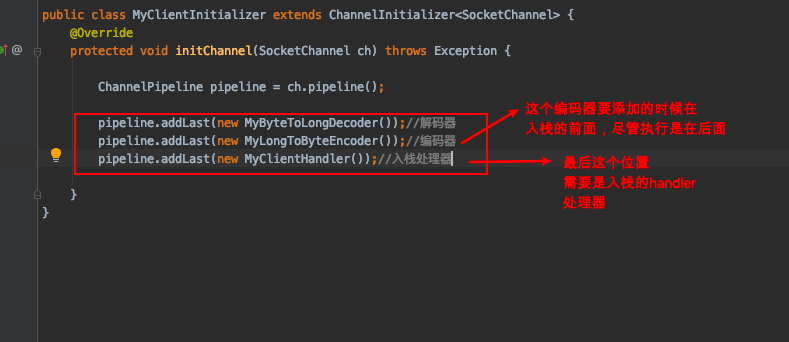 public class MyClientInitializer extends ChannelInitializer<SocketChannel> {
@Override
protected void initChannel(SocketChannel ch) throws Exception {
ChannelPipeline pipeline = ch.pipeline();
pipeline.addLast(new MyByteToLongDecoder());//解码器
pipeline.addLast(new MyLongToByteEncoder());//编码器
pipeline.addLast(new MyClientHandler());//入栈处理器
}
}
这个编码器要添加的时候在
入栈的前面，尽管执行是在后面
最后这个位置
需要是入栈的handler
处理器